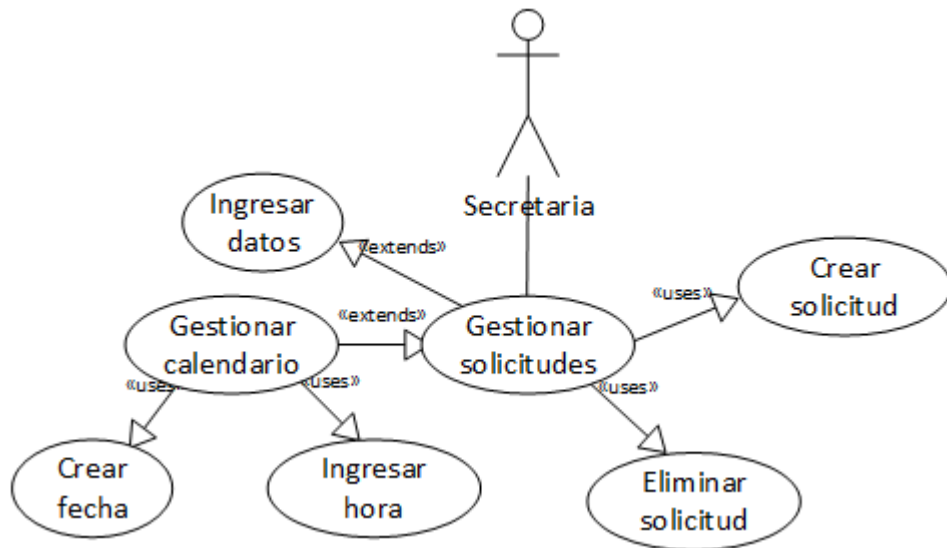 Secretaria
Ingresar
datos
«extends»
Crear
solicitud
«uses»
Gestionar
calendario
«extends»
Gestionar
solicitudes
«uses»
«uses»
«uses»
Crear
fecha
Ingresar
hora
Eliminar
solicitud